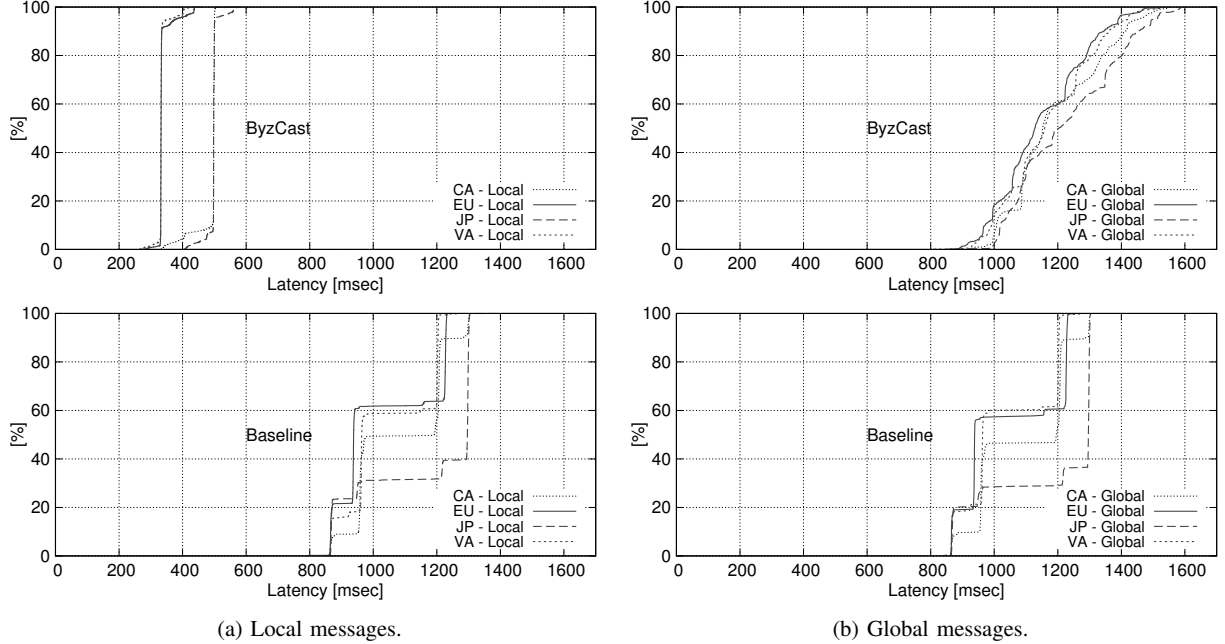 100
80
60
40
20
0
[%]
ByzCast
CA - Local
EU - Local
JP - Local
VA - Local
0 200 400 600 800 1000 1200 1400 1600
Latency [msec]
100
80
60
40
20
0
[%]
ByzCast
CA - Global
EU - Global
JP - Global
VA - Global
0 200 400 600 800 1000 1200 1400 1600
Latency [msec]
100
80
60
40
20
0
[%]
Baseline
CA - Local
EU - Local
JP - Local
VA - Local
0 200 400 600 800 1000 1200 1400 1600
Latency [msec]
100
80
60
40
20
0
[%]
Baseline
CA - Global
EU - Global
JP - Global
VA - Global
0 200 400 600 800 1000 1200 1400 1600
Latency [msec]
(a) Local messages.
(b) Global messages.